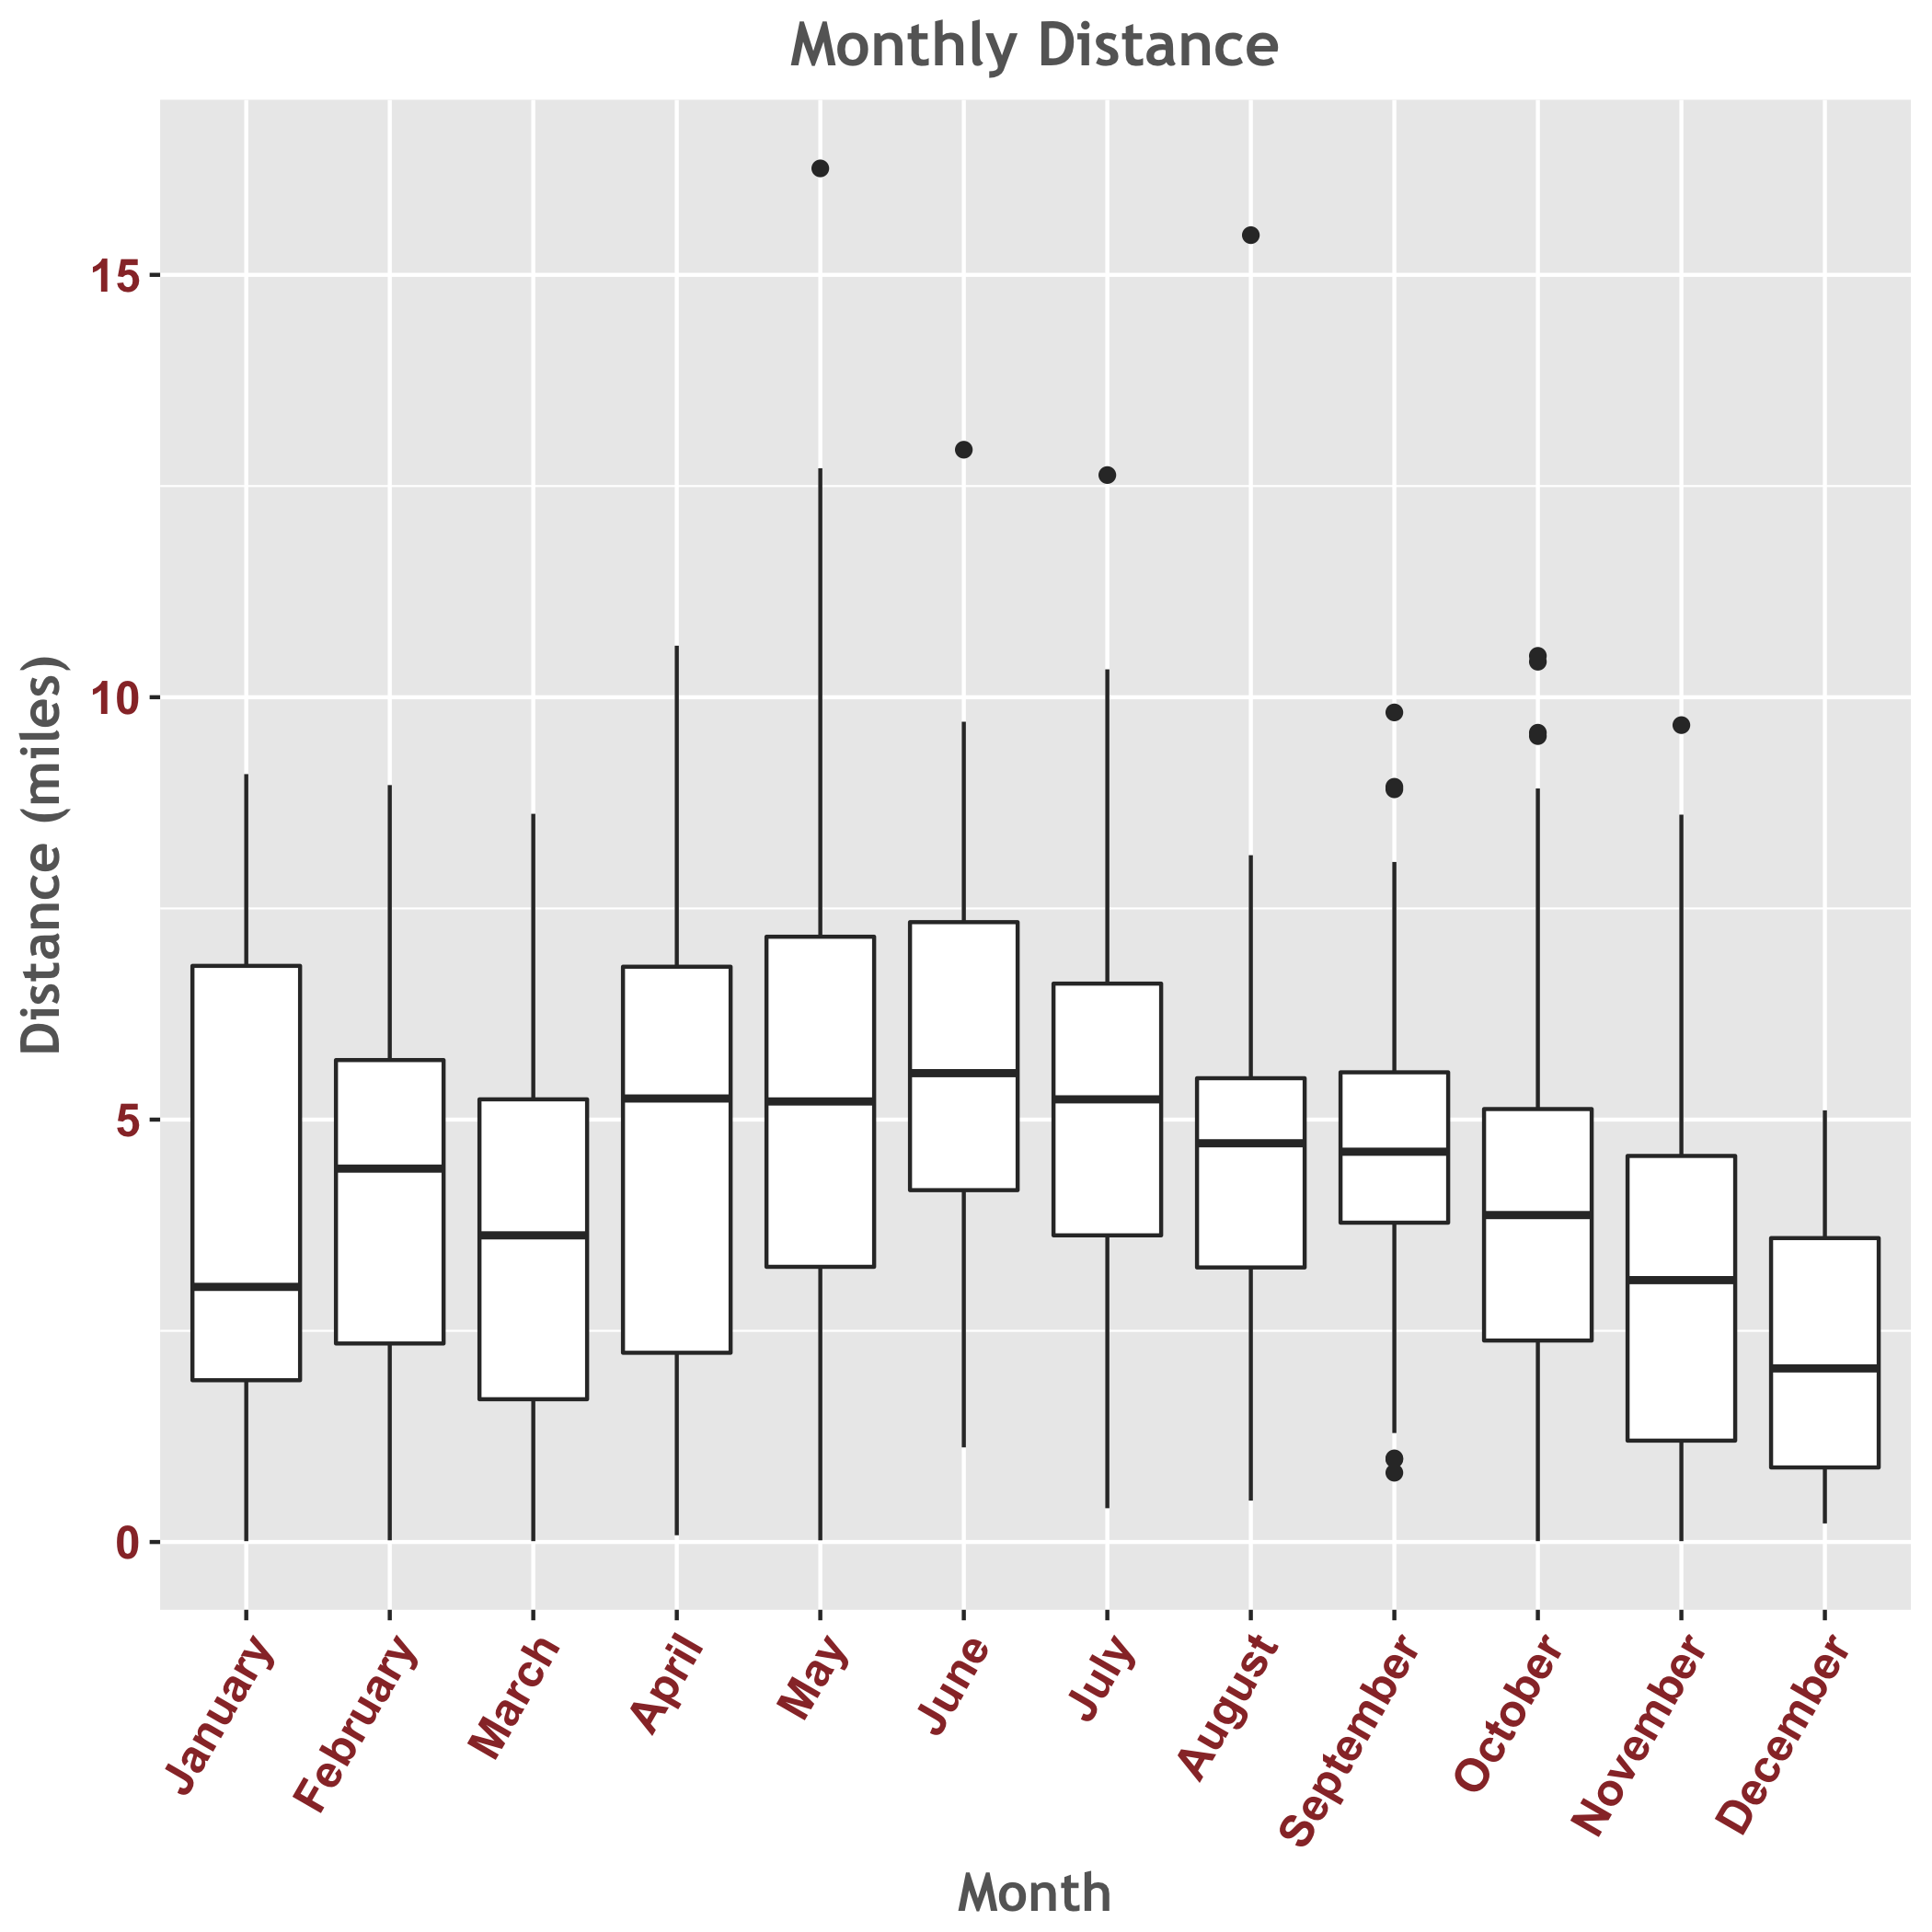 Monthly Distance
Distance (miles)
15
10
5
0
January
February
March
April
May
June
July
August
September
October
November
December
Month